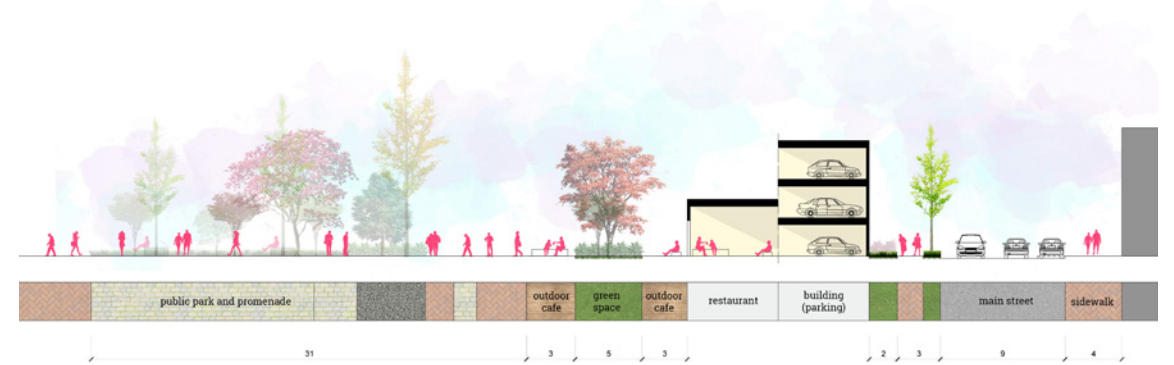 public park and promenade
outdoor
cafe
green
space
outdoor
cafe
restaurant
building
(parking)
main street
sidewalk
31
3
5
3
2
3
9
4